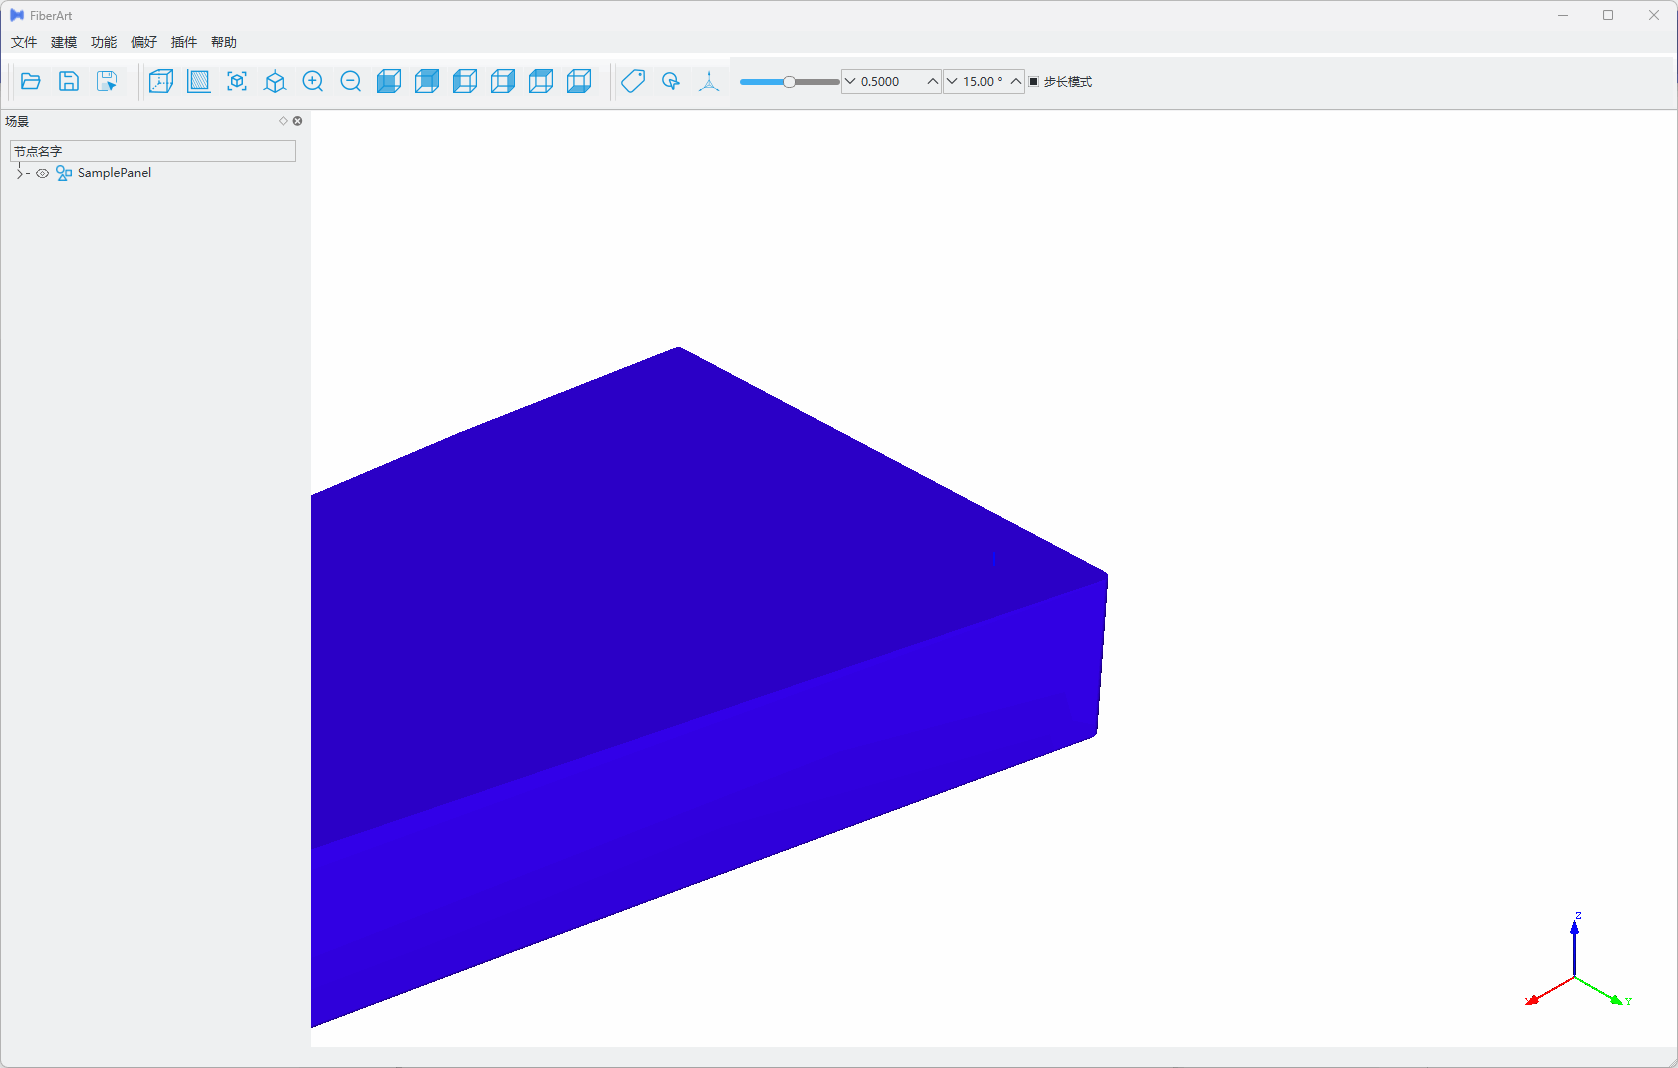 FiberArt
文件 建模 功能 偏好 插件 帮助
0.5000 15.00 ° 步长模式
场景
节点名字
SamplePanel
Z
X
Y